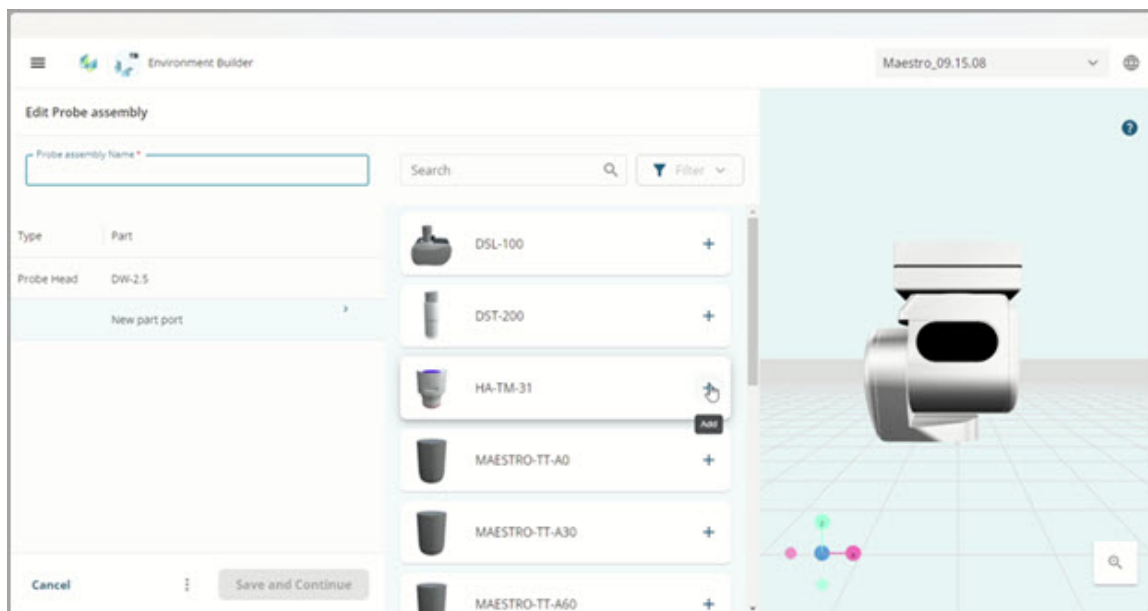 Environment Builder
Maestro_09.15.08
Edit Probe assembly
Probe assembly Name *
Search
Filter
Type Part
Probe Head DW-2.5
New part port
DSL-100
DST-200
HA-TM-31
Add
MAESTRO-TT-A0
MAESTRO-TT-A30
MAESTRO-TT-A60
Cancel
Save and Continue